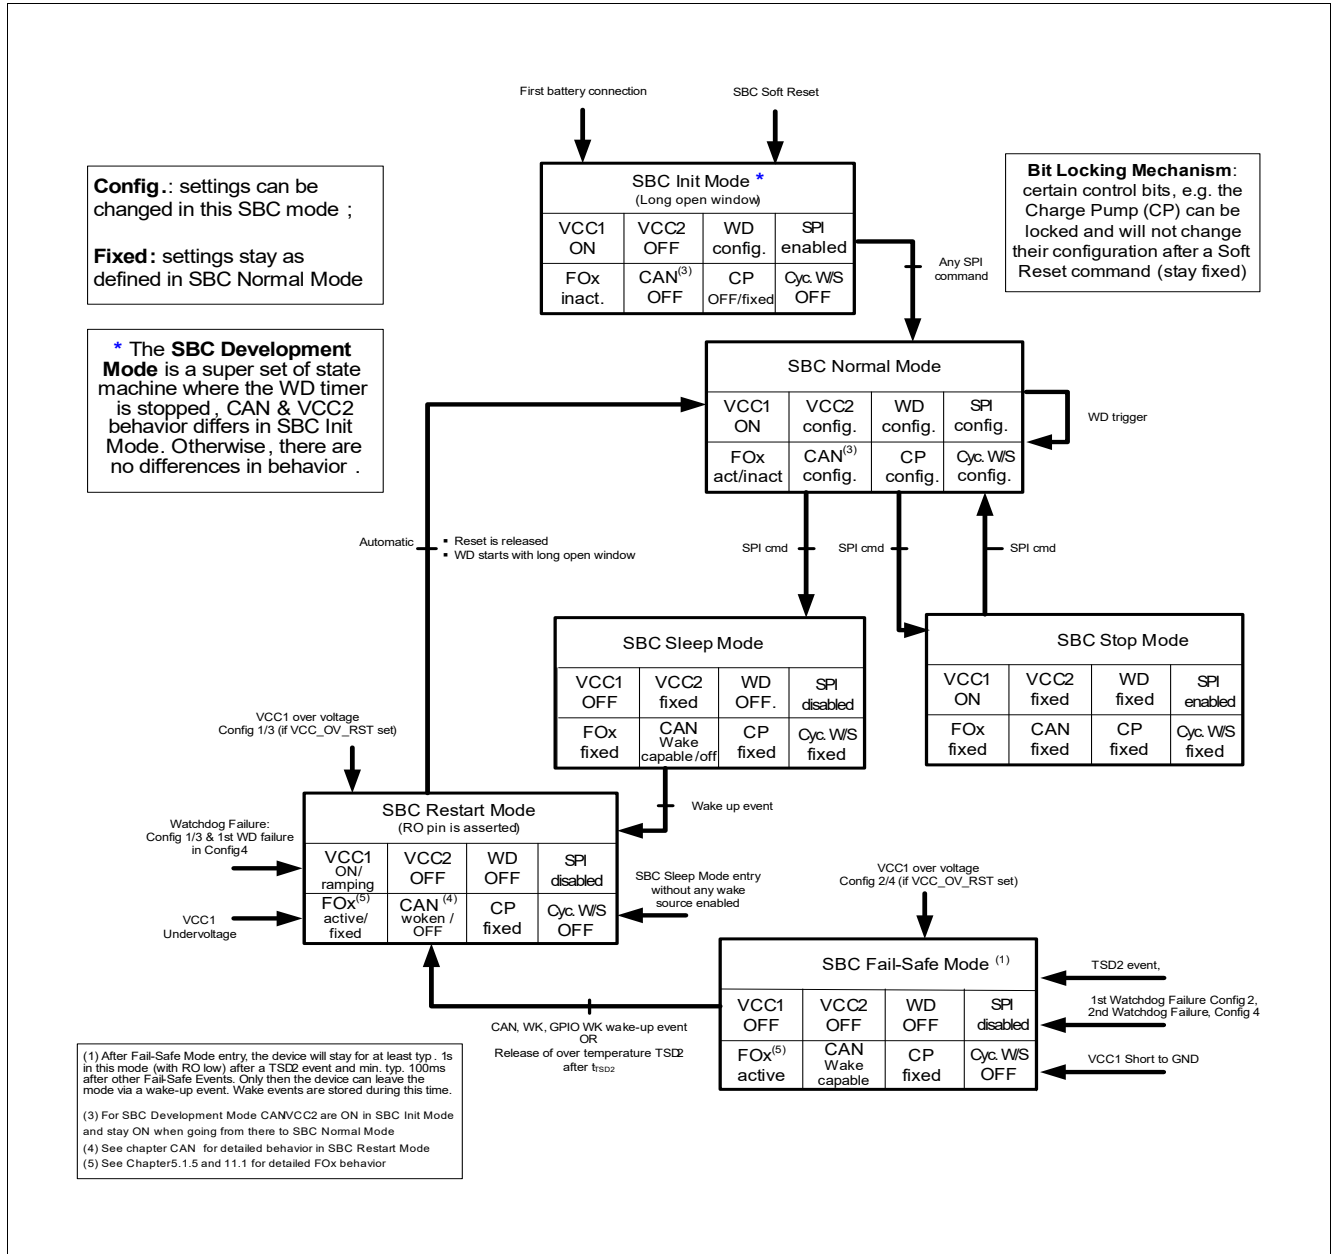 First battery connection
SBC Soft Reset
Config.: settings can be
changed in this SBC mode ;
Fixed: settings stay as
defined in SBC Normal Mode
SBC Init Mode *
(Long open window)
VCC1
ON
VCC2
OFF
WD
config.
SPI
enabled
FOx
inact.
CAN(3)
OFF
CP
OFF/fixed
Cyc. W/S
OFF
Bit Locking Mechanism:
certain control bits, e.g. the
Charge Pump (CP) can be
locked and will not change
their configuration after a Soft
Reset command (stay fixed)
Any SPI
command
* The SBC Development
Mode is a super set of state
machine where the WD timer
is stopped , CAN & VCC2
behavior differs in SBC Init
Mode. Otherwise , there are
no differences in behavior .
SBC Normal Mode
VCC1
ON
VCC2
config.
WD
config.
SPI
config.
FOx
act/inact
CAN(3)
config.
CP
config.
Cyc. W/S
config.
WD trigger
Automatic
▪ Reset is released
▪ WD starts with long open window
SPI cmd
SPI cmd
SPI cmd
SBC Sleep Mode
VCC1
OFF
VCC2
fixed
WD
OFF.
SPI
disabled
FOx
fixed
CAN
Wake
capable /off
CP
fixed
Cyc. W/S
fixed
SBC Stop Mode
VCC1
ON
VCC2
fixed
WD
fixed
SPI
enabled
FOx
fixed
CAN
fixed
CP
fixed
Cyc. W/S
fixed
VCC1 over voltage
Config 1/3 (if VCC_OV_RST set)
Wake up event
SBC Restart Mode
(RO pin is asserted)
VCC1
ON/
ramping
VCC2
OFF
WD
OFF
SPI
disabled
FOx(5)
active/
fixed
CAN (4)
woken /
OFF
CP
fixed
Cyc. W/S
OFF
Watchdog Failure:
Config 1/3 & 1st WD failure
in Config4
VCC1
Undervoltage
SBC Sleep Mode entry
without any wake
source enabled
VCC1 over voltage
Config 2/4 (if VCC_OV_RST set)
SBC Fail-Safe Mode (1)
VCC1
OFF
VCC2
OFF
WD
OFF
SPI
disabled
FOx(5)
active
CAN
Wake
capable
CP
fixed
Cyc. W/S
OFF
TSD2 event,
1st Watchdog Failure Config 2,
2nd Watchdog Failure, Config 4
VCC1 Short to GND
CAN, WK, GPIO WK wake-up event
OR
Release of over temperature TSD2
after tTSD2
(1) After Fail-Safe Mode entry, the device will stay for at least typ . 1s
in this mode (with RO low) after a TSD2 event and min. typ. 100ms
after other Fail-Safe Events. Only then the device can leave the
mode via a wake-up event. Wake events are stored during this time.
(3) For SBC Development Mode CAN/VCC2 are ON in SBC Init Mode
and stay ON when going from there to SBC Normal Mode
(4) See chapter CAN for detailed behavior in SBC Restart Mode
(5) See Chapter5.1.5 and 11.1 for detailed FOx behavior